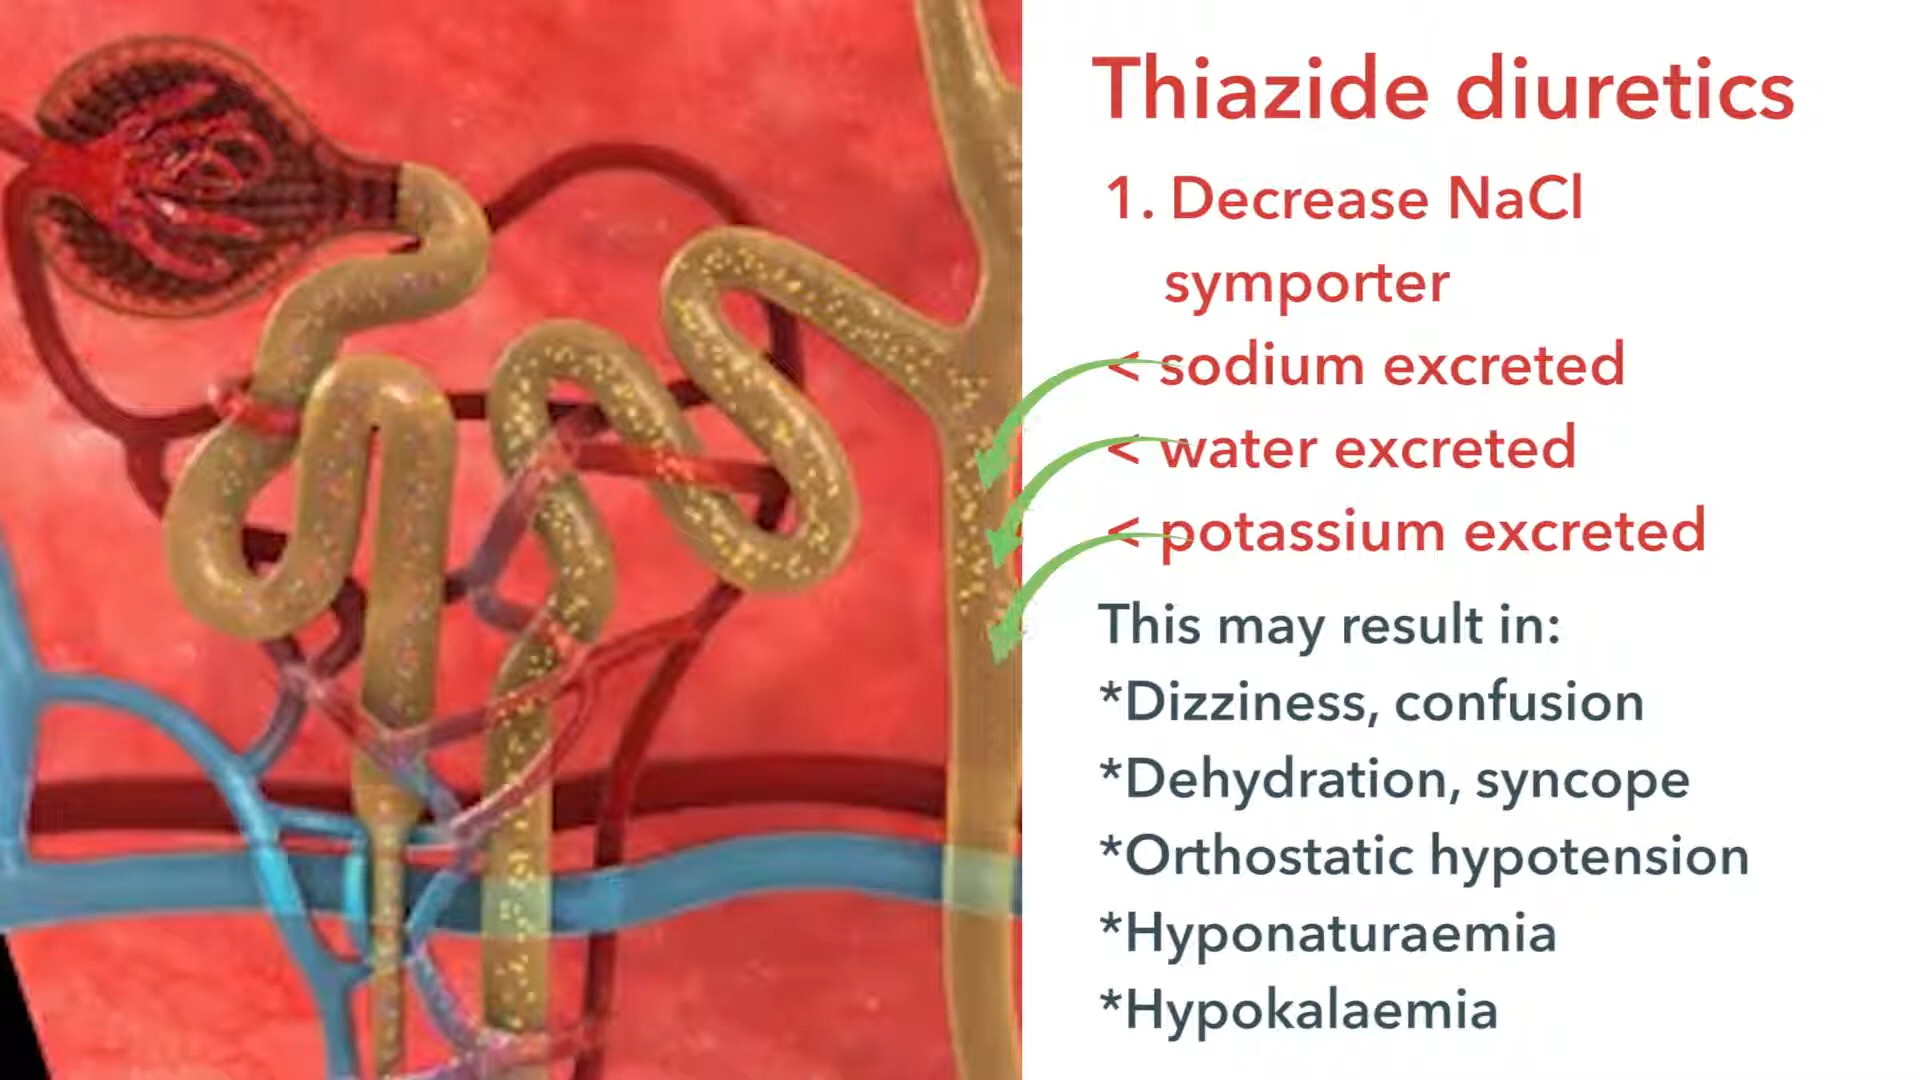 Thiazide diuretics
1. Decrease NaCl
symporter
< sodium excreted
< water excreted
< potassium excreted
This may result in:
*Dizziness, confusion
*Dehydration, syncope
*Orthostatic hypotension
*Hyponaturaemia
*Hypokalaemia